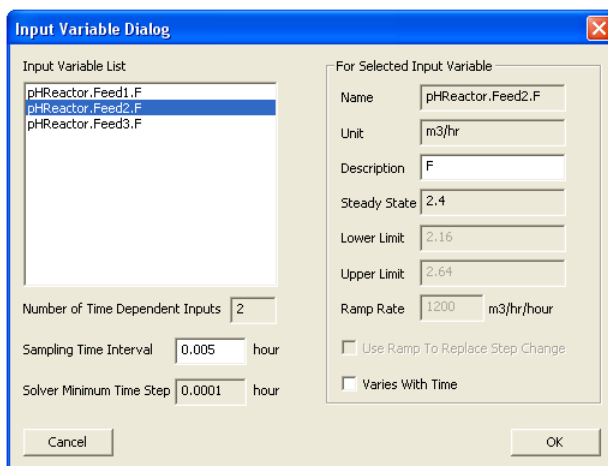 Input Variable Dialog
Input Variable List
pHReactor.Feed1.F
pHReactor.Feed2.F
pHReactor.Feed3.F
Number of Time Dependent Inputs 2
Sampling Time Interval 0.005 hour
Solver Minimum Time Step 0.0001 hour
Cancel
For Selected Input Variable
Name pHReactor.Feed2.F
Unit m3/hr
Description F
Steady State 2.4
Lower Limit 2.16
Upper Limit 2.64
Ramp Rate 1200 m3/hr/hour
Use Ramp To Replace Step Change
Varies With Time
OK